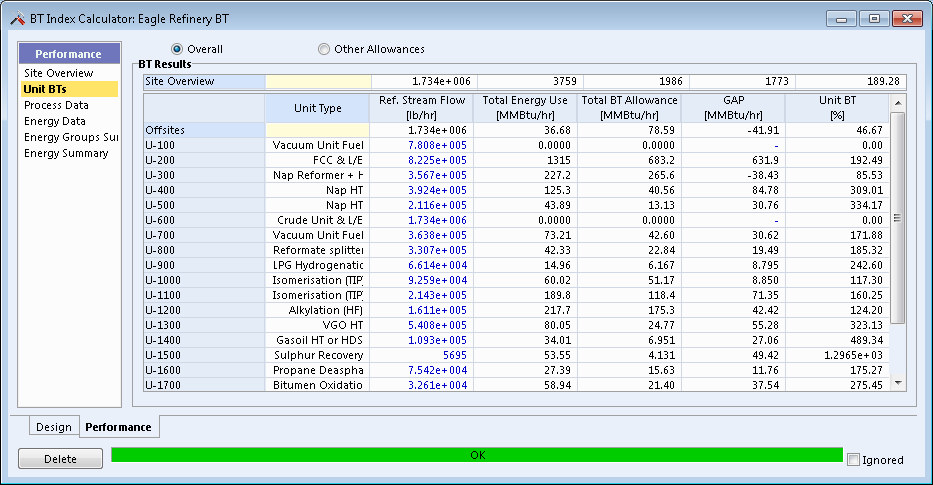 BT Index Calculator: Eagle Refinery BT
Performance
Site Overview
Unit BTs
Process Data
Energy Data
Energy Groups Su
Energy Summary
Overall Other Allowances
BT Results
Site Overview 1.734e+006 3759 1986 1773 189.28
Unit Type Ref. Stream Flow [lb/hr] Total Energy Use [MMBtu/hr] Total BT Allowance [MMBtu/hr] GAP [MMBtu/hr] Unit BT [%]
Offsites 1.734e+006 36.68 78.59 -41.91 46.67
U-100 Vacuum Unit Fuel 7.808e+005 0.0000 0.0000 - 0.00
U-200 FCC & L/E 8.225e+005 1315 683.2 631.9 192.49
U-300 Nap Reformer + H 3.567e+005 227.2 265.6 -38.43 85.53
U-400 Nap HT 3.924e+005 125.3 40.56 84.78 309.01
U-500 Nap HT 2.116e+005 43.89 13.13 30.76 334.17
U-600 Crude Unit & L/E 1.734e+006 0.0000 0.0000 - 0.00
U-700 Vacuum Unit Fuel 3.638e+005 73.21 42.60 30.62 171.88
U-800 Reformate splitter 3.307e+005 42.33 22.84 19.49 185.32
U-900 LPG Hydrogenatic 6.614e+004 14.96 6.167 8.795 242.60
U-1000 Isomerisation (TIP) 9.259e+004 60.02 51.17 8.850 117.30
U-1100 Isomerisation (TIP) 2.143e+005 189.8 118.4 71.35 160.25
U-1200 Alkylation (HF) 1.611e+005 217.7 175.3 42.42 124.20
U-1300 VGO HT 5.408e+005 80.05 24.77 55.28 323.13
U-1400 Gasoil HT or HDS 1.093e+005 34.01 6.951 27.06 489.34
U-1500 Sulphur Recovery 5695 53.55 4.131 49.42 1.2965e+03
U-1600 Propane Deaspha 7.542e+004 27.39 15.63 11.76 175.27
U-1700 Bitumen Oxidatio 3.261e+004 58.94 21.40 37.54 275.45
Design Performance
Delete OK Ignored